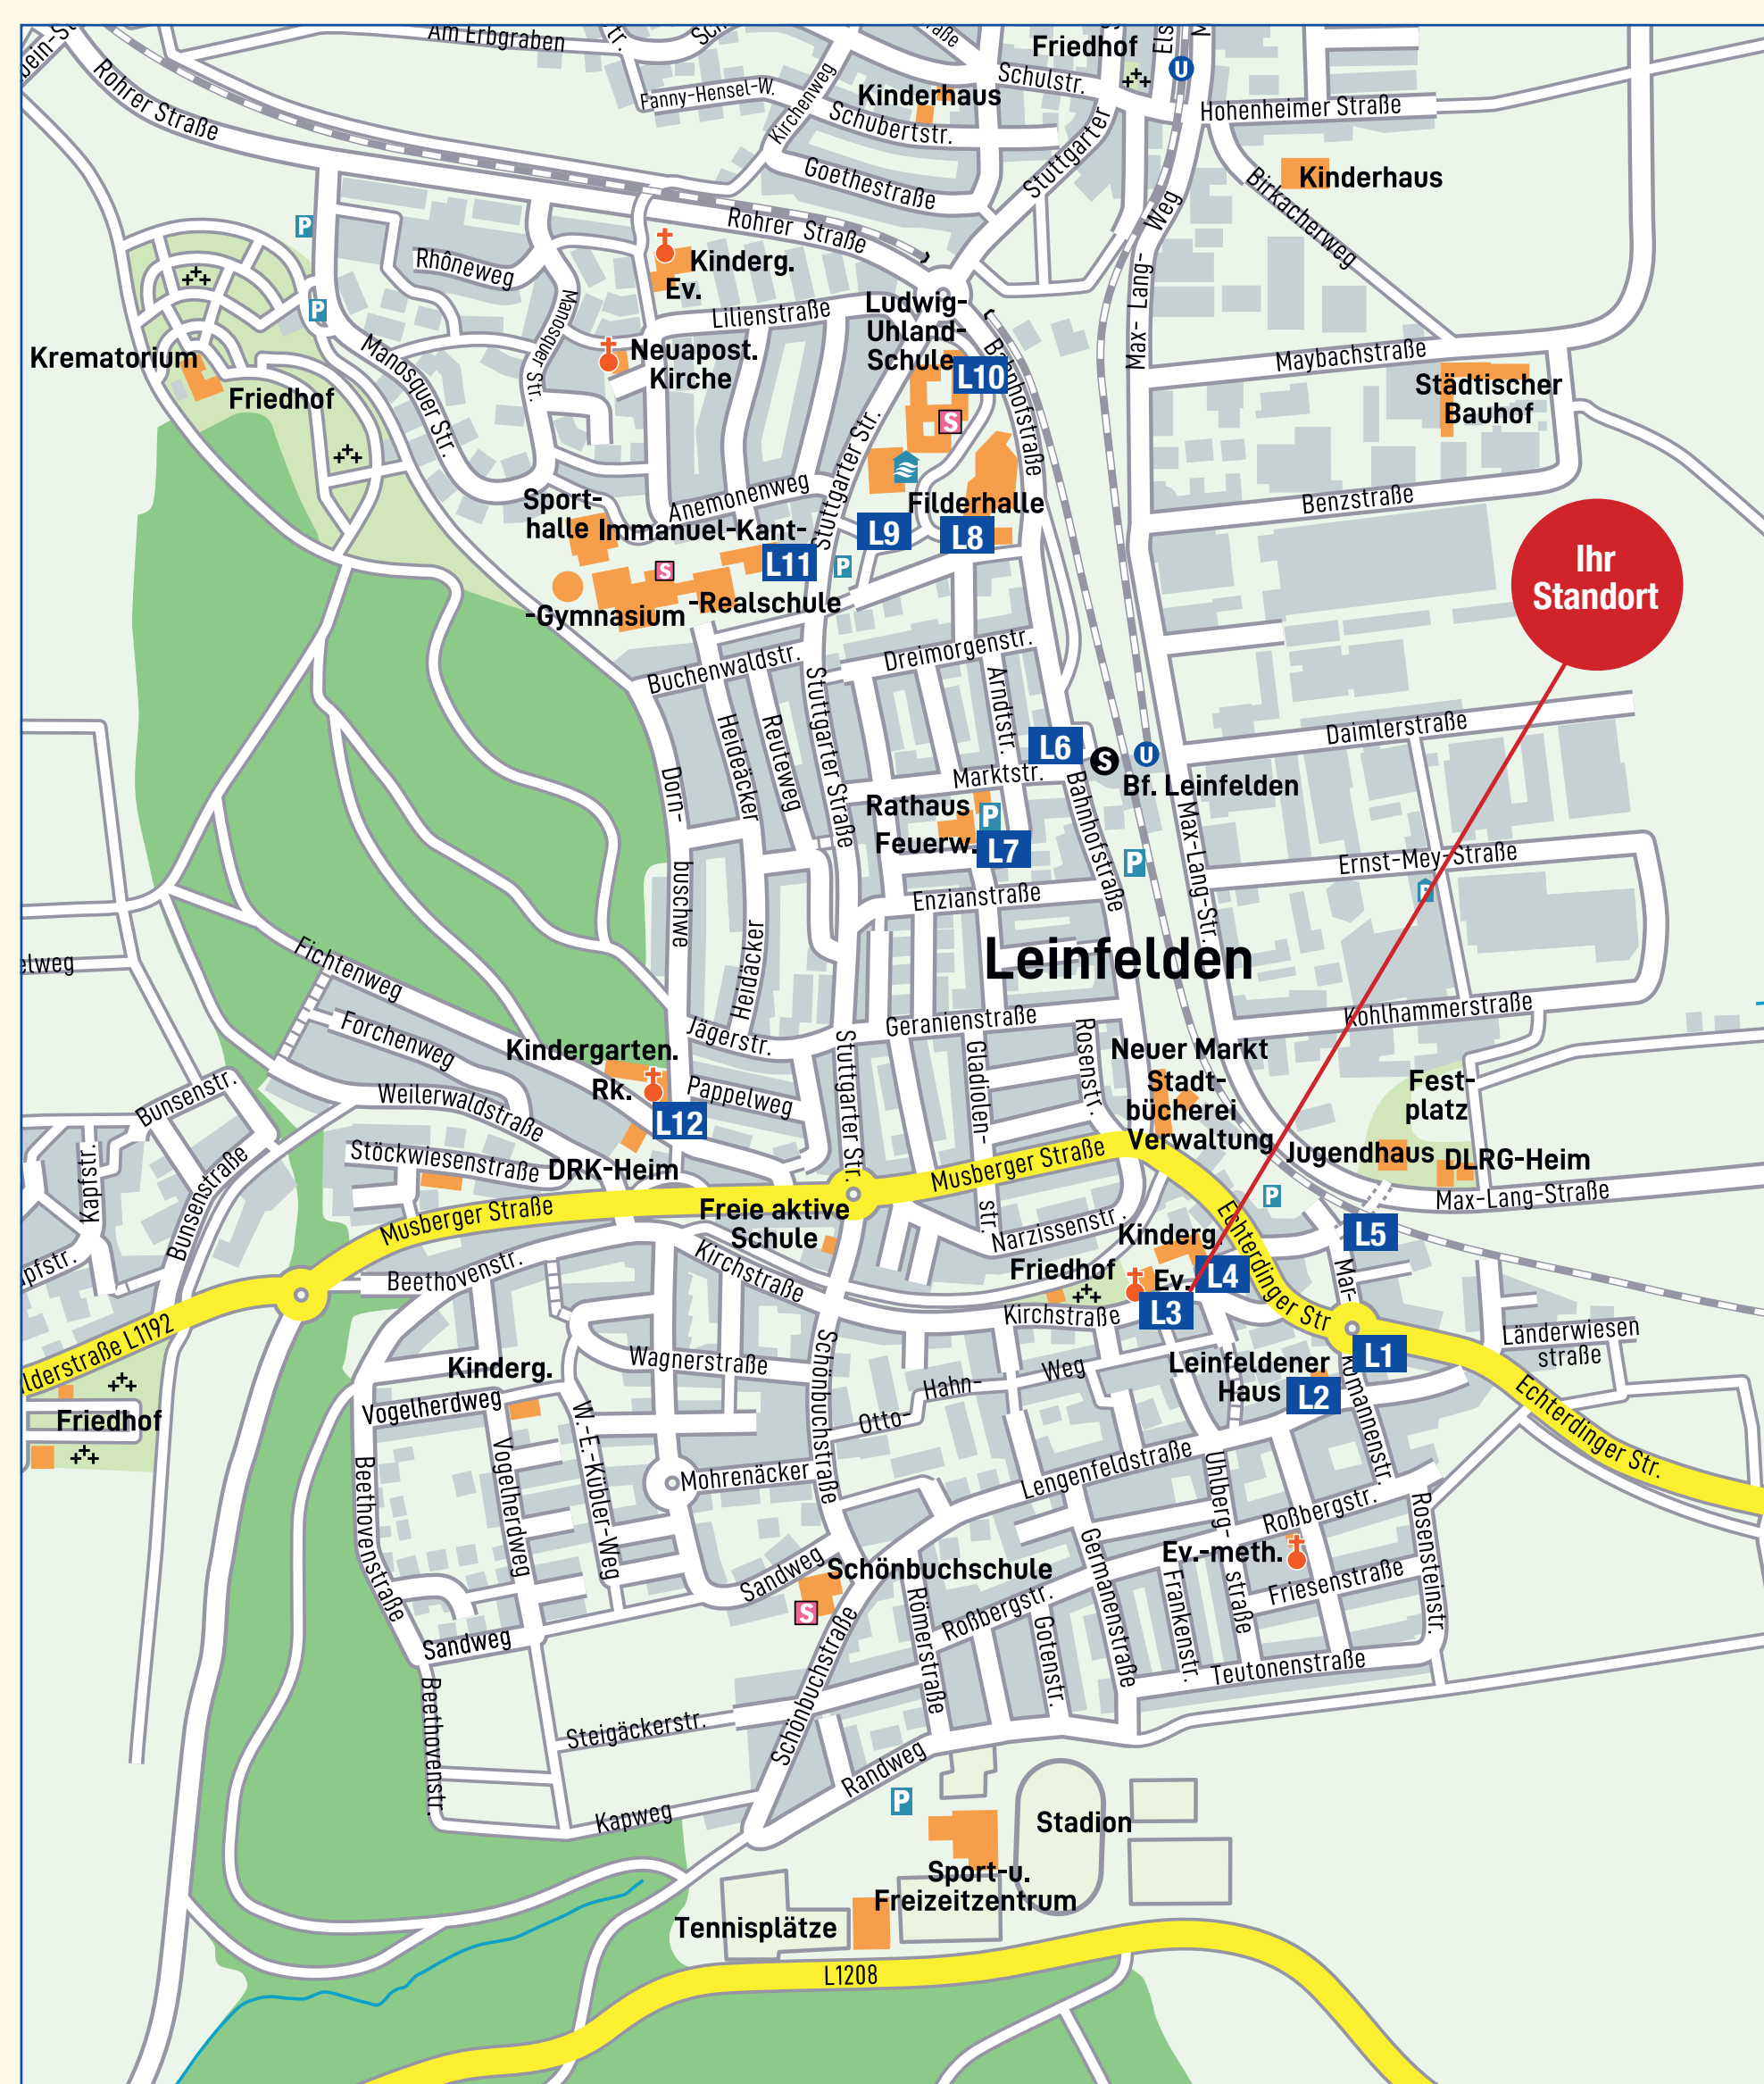 Am Erbgraben
Rohrer Straße
Fanny-Hensel-W.
Kirchenweg
Kinderhaus
Schubertstr.
Goethestraße
Schulstr.
Friedhof
U
Stuttgarter
Hohenheimer Straße
Kinderhaus
Birkacherweg
Rohrer Straße
Max- Lang- Weg
P
Rhôneweg
Manosquer Str.
Kinderg.
Ev.
Lilienstraße
Ludwig-
Uhland-
Schule
L10
S
Bahnhofstraße
P
Krematorium
Friedhof
Manosquer Str.
Neuapost.
Kirche
Maybachstraße
Städtischer
Bauhof
Benzstraße
Stuttgarter Str.
Anemonenweg
Sport-
halle
Immanuel-Kant-
L11
P
L9
Filderhalle
L8
S
-Gymnasium
-Realschule
Ihr
Standort
Buchenwaldstr.
Dreimorgenstr.
Arndtstr.
Stuttgarter Straße
Heideäcker
Reuteweg
Dorn-
buschwe
Heidäcker
L6
S
U
Bf. Leinfelden
Daimlerstraße
Marktstr.
Rathaus
P
Feuerw.
L7
Bahnhofstraße
P
Max-Lang-Str.
Ernst-Mey-Straße
Enzianstraße
Leinfelden
elweg
Fichtenweg
Forchenweg
Jägerstr.
Geranienstraße
Kohlhammerstraße
Kindergarten.
Rk.
L12
Pappelweg
Stuttgarter Str.
Gladiolen-
str.
Rosenstr.
Neuer Markt
Stadt-
bücherei
Verwaltung
Fest-
platz
Jugendhaus
DLRG-Heim
Max-Lang-Straße
Bunsenstr.
Weilerwaldstraße
Stöckwiesenstraße
DRK-Heim
Kapfstr.
Bunsenstraße
Musberger Straße
Musberger Straße
Freie aktive
Schule
Narzissenstr.
Kinderg.
P
L5
Echterdinger Str
Beethovenstr.
Kirchstraße
Friedhof
Ev.
L4
L3
Kirchstraße
Mar-
komannenstr.
Länderwiesen
straße
L1
Leinfeldener
Haus
L2
Echterdinger Str.
lderstraße L1192
Friedhof
Kinderg.
Wagnerstraße
Vogelherdweg
Vogelherdweg
W.-E.-Kübler-Weg
Schönbuchstraße
Otto-
Hahn-
Weg
Mohrenäcker
Lengenfeldstraße
Uhlberg-
straße
Roßbergstr.
Rosensteinstr.
Beethovenstraße
Sandweg
Schönbuchschule
S
Germanenstraße
Ev.-meth.
Frankenstr.
Friesenstraße
Sandweg
Römerstraße
Roßbergstr.
Gotenstr.
Teutonenstraße
Beethovenstr.
Steigäckerstr.
Schönbuchstraße
Randweg
Kapweg
P
Stadion
Sport-u.
Freizeitzentrum
Tennisplätze
L1208